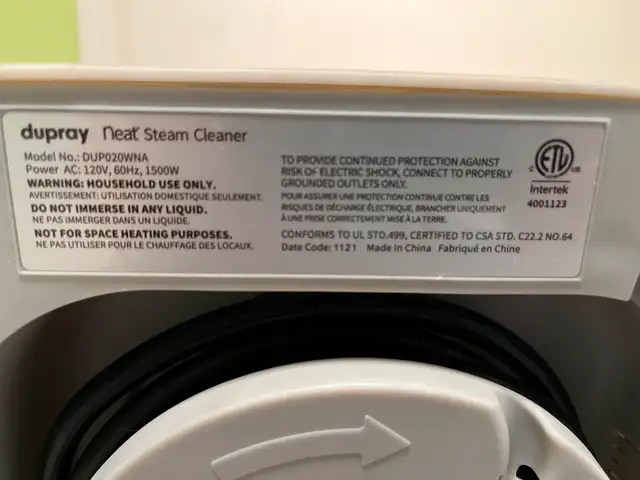 dupray neat Steam Cleaner
Model No.: DUP020WNA
Power AC: 120V, 60Hz, 1500W
WARNING: HOUSEHOLD USE ONLY.
AVERTISSEMENT: UTILISATION DOMESTIQUE SEULEMENT.
DO NOT IMMERSE IN ANY LIQUID.
NE PAS IMMERGER DANS UN LIQUIDE.
NOT FOR SPACE HEATING PURPOSES.
NE PAS UTILISER POUR LE CHAUFFAGE DES LOCAUX.
TO PROVIDE CONTINUED PROTECTION AGAINST
RISK OF ELECTRIC SHOCK, CONNECT TO PROPERLY
GROUNDED OUTLETS ONLY.
POUR ASSURER UNE PROTECTION CONTINUE CONTRE LES
RISQUES DE DÉCHARGE ÉLECTRIQUE, BRANCHER UNIQUEMENT
À UNE PRISE CORRECTEMENT MISE À LA TERRE.
CONFORMS TO UL STD.499, CERTIFIED TO CSA STD. C22.2 NO.64
Date Code: 1121 Made in China Fabriqué en Chine
C ETL US
Intertek
4001123